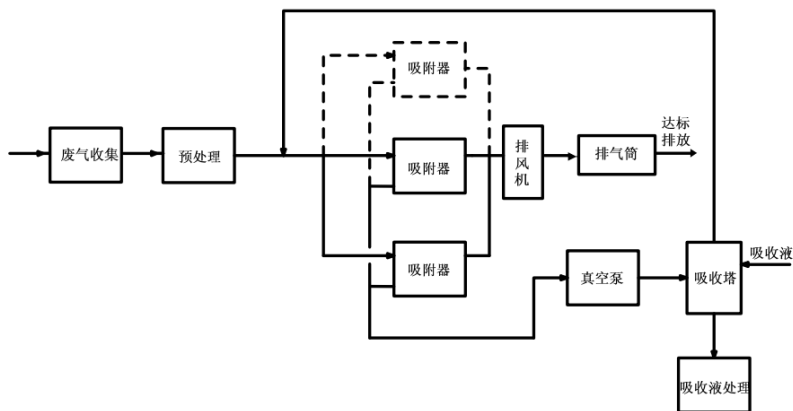 吸附器
废气收集
预处理
吸附器
排
风
机
排气筒
达标
排放
吸附器
真空泵
吸收塔
吸收液
吸收液处理